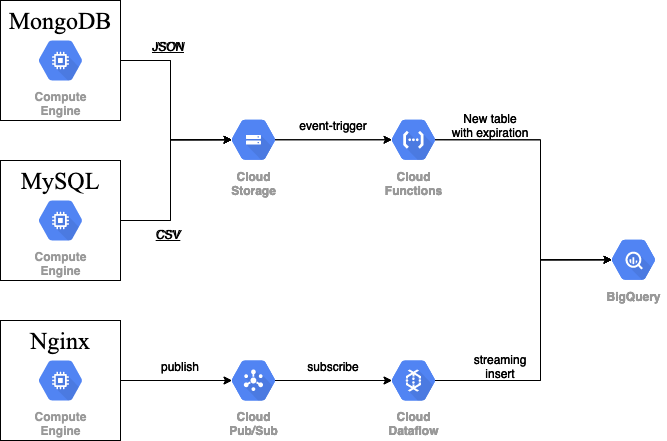 MongoDB
Compute
Engine
JSON
MySQL
Compute
Engine
CSV
Cloud
Storage
event-trigger
Cloud
Functions
New table
with expiration
BigQuery
Nginx
Compute
Engine
publish
Cloud
Pub/Sub
subscribe
Cloud
Dataflow
streaming
insert